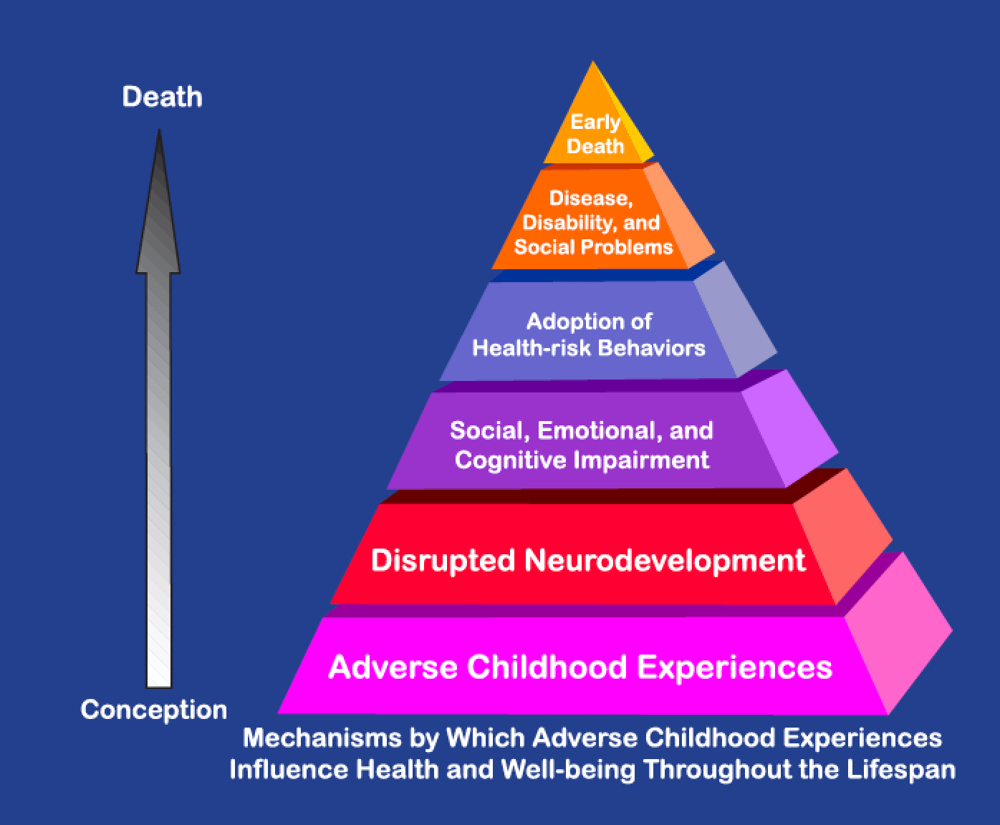 Death
Early
Death
Disease,
Disability, and
Social Problems
Adoption of
Health-risk Behaviors
Social, Emotional, and
Cognitive Impairment
Disrupted Neurodevelopment
Adverse Childhood Experiences
Conception
Mechanisms by Which Adverse Childhood Experiences
Influence Health and Well-being Throughout the Lifespan